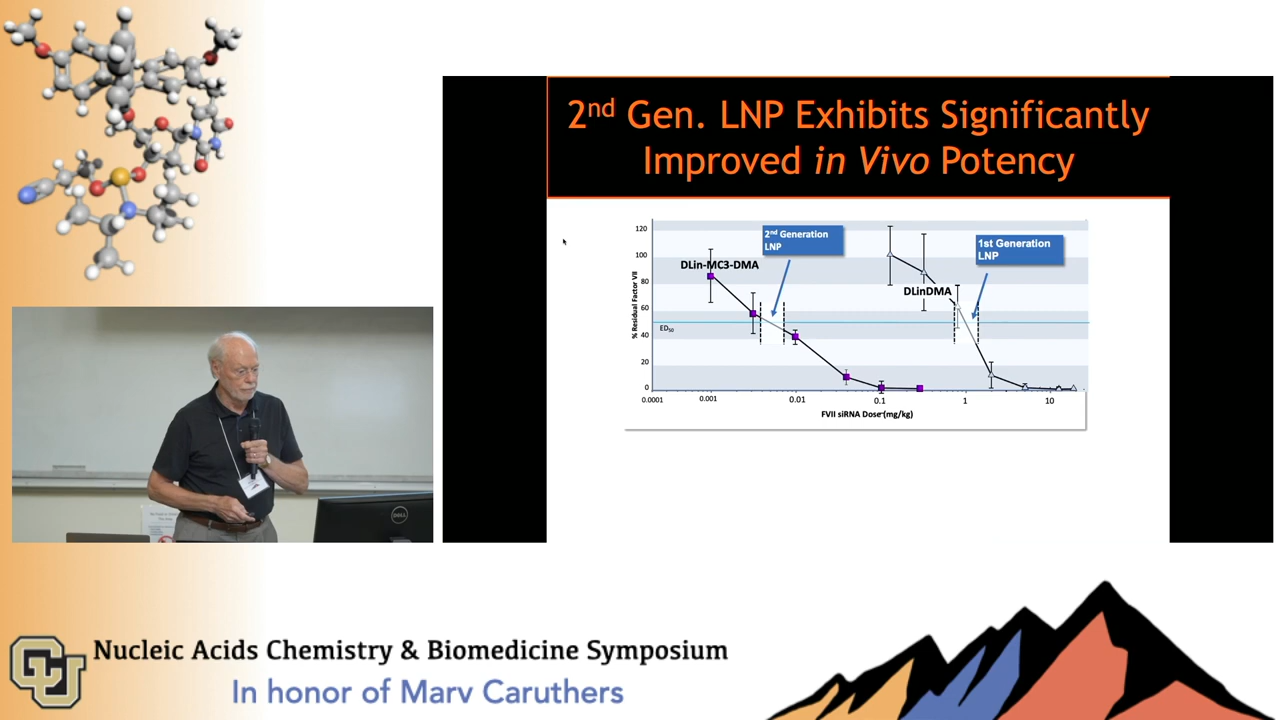 2nd Gen. LNP Exhibits Significantly
Improved in Vivo Potency
120
100
80
60
40
20
0
% Residual Factor VII
2nd Generation
LNP
1st Generation
LNP
DLin-MC3-DMA
DLinDMA
ED50
0.0001
0.001
0.01
0.1
1
10
FVII siRNA Dose (mg/kg)
DELL
CU
Nucleic Acids Chemistry & Biomedicine Symposium
In honor of Marv Caruthers